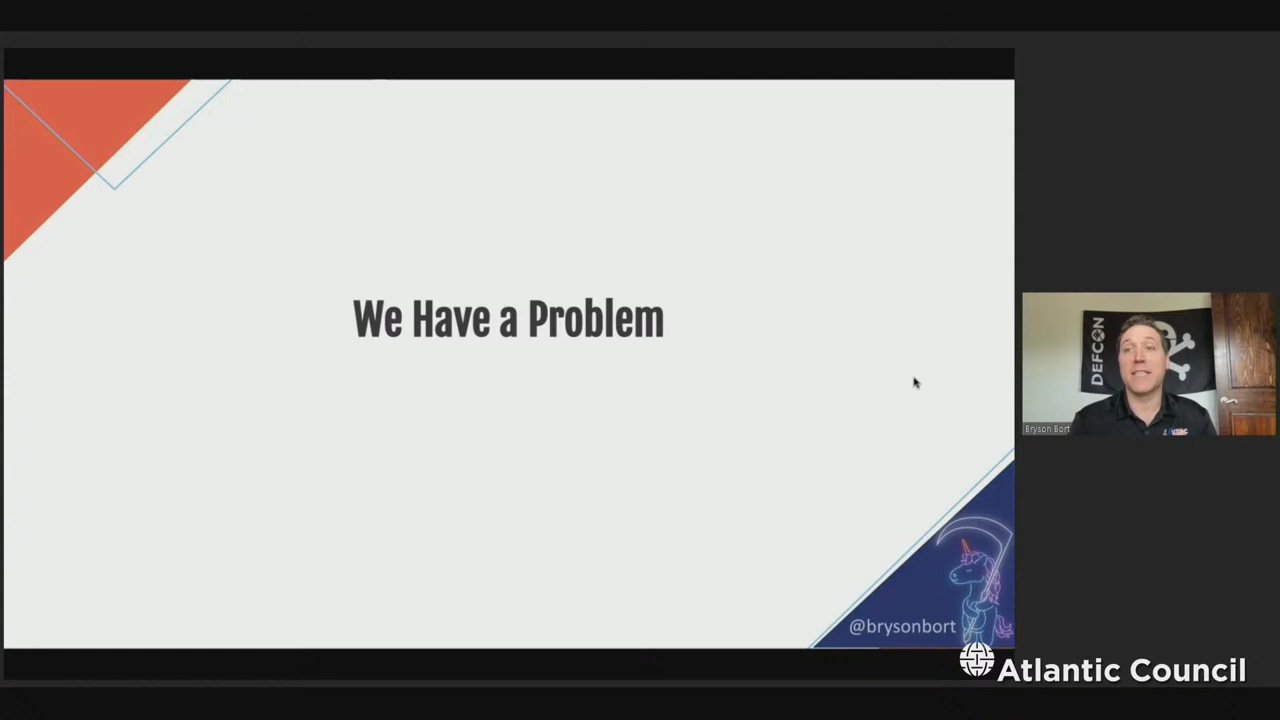 We Have a Problem
DEFCON
Bryson Bort
@brysonbort
Atlantic Council